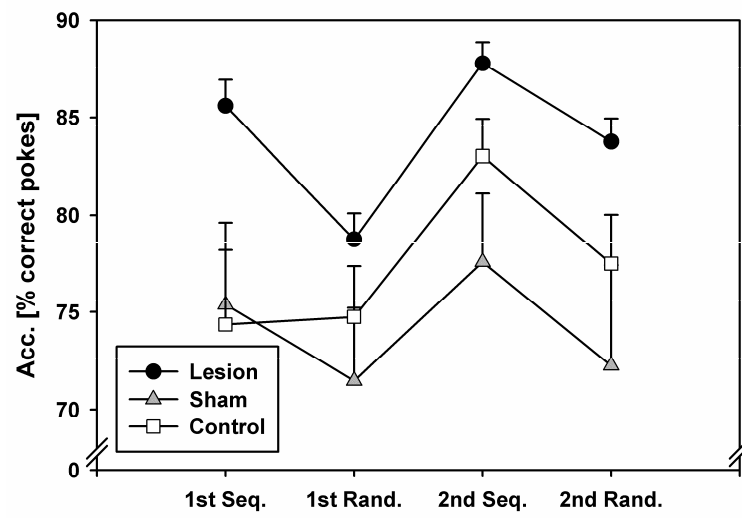 Acc. [% correct pokes]
90
85
80
75
70
0
Lesion
Sham
Control
1st Seq.
1st Rand.
2nd Seq.
2nd Rand.